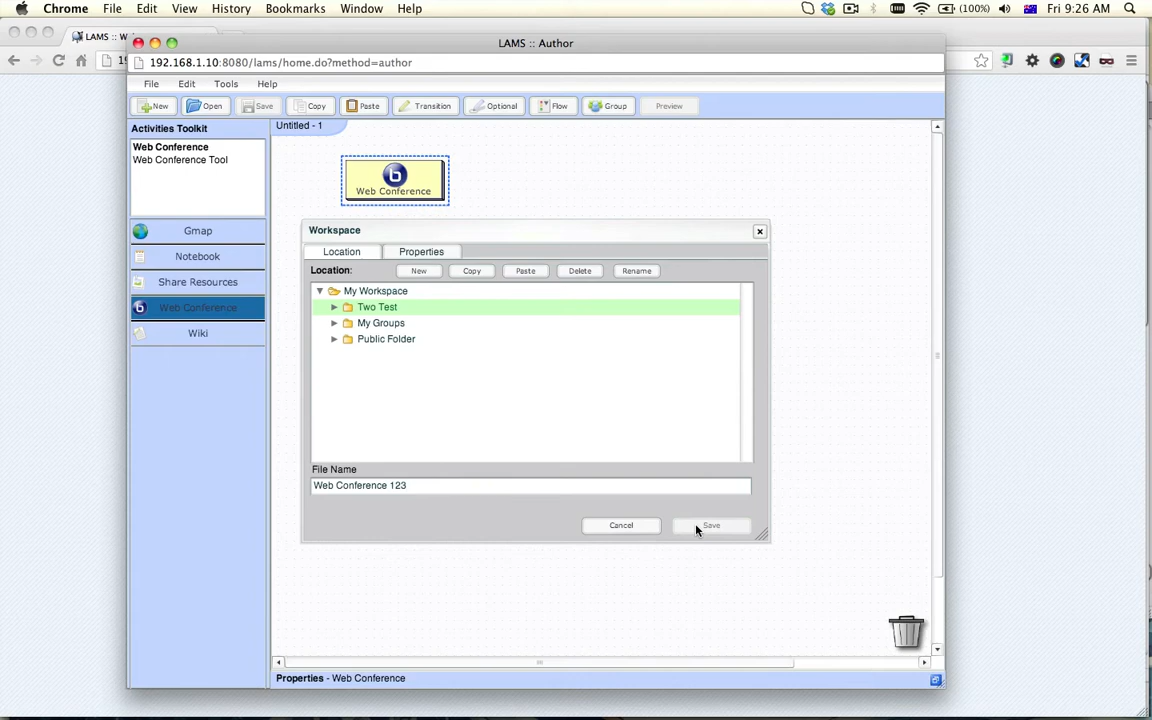 Chrome File Edit View History Bookmarks Window Help (100%) Fri 9:26 AM
LAMS :: W
LAMS :: Author
19
192.168.1.10:8080/lams/home.do?method=author
File Edit Tools Help
New Open Save Copy Paste Transition Optional Flow Group Preview
Activities Toolkit
Untitled - 1
Web Conference
Web Conference Tool
Web Conference
Gmap
Notebook
Share Resources
Web Conference
Wiki
Workspace
Location Properties
Location: New Copy Paste Delete Rename
My Workspace
Two Test
My Groups
Public Folder
File Name
Web Conference 123
Cancel Save
Properties - Web Conference